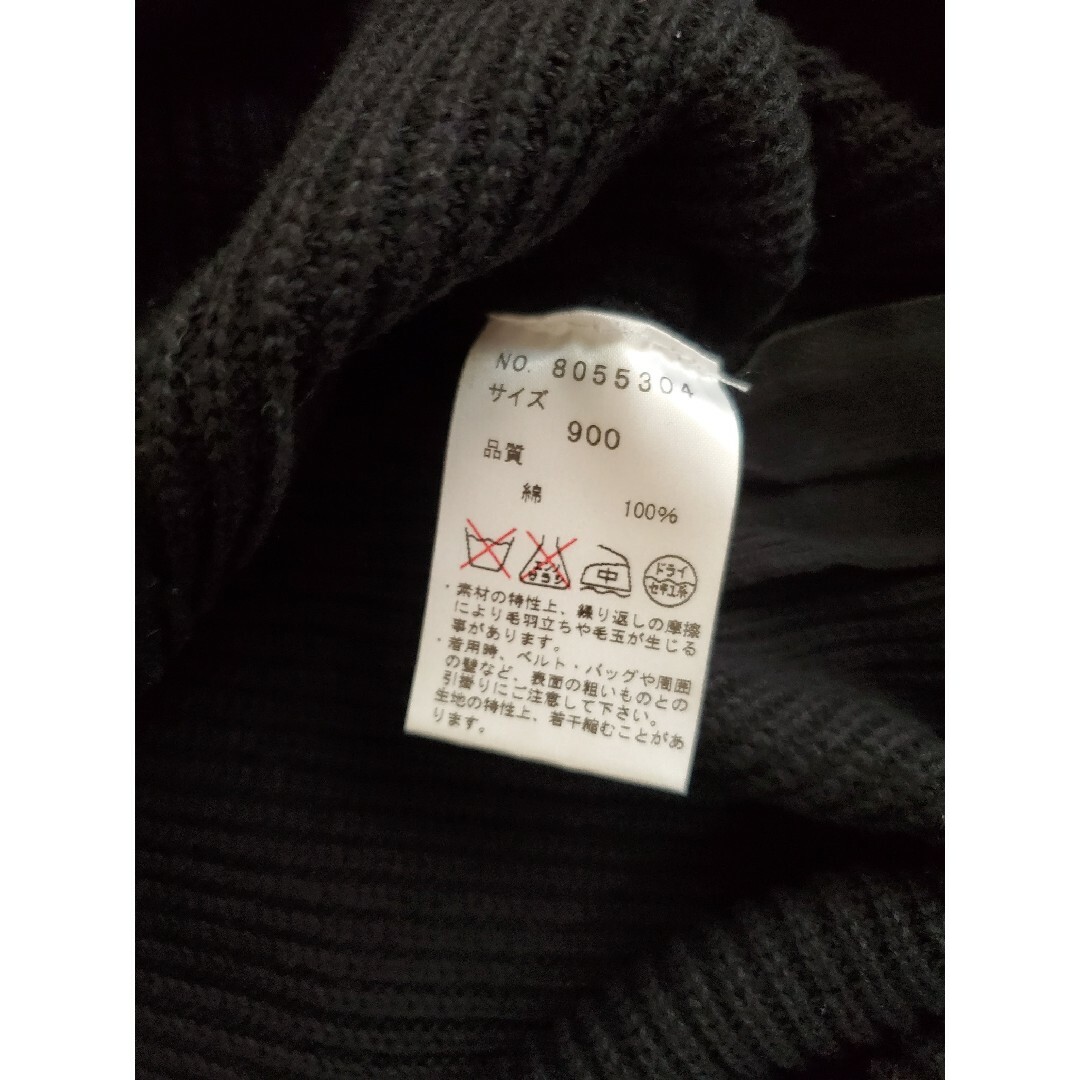 NO. 8055304
サイズ
900
品質
綿 100%
エンソ
サラシ
中
ドライ
セキユ系
・素材の特性上、繰り返しの摩擦
により毛羽立ちや毛玉が生じる
事があります。
・着用時、ベルト・バッグや周囲
の壁など、表面の粗いものとの
引掛りにご注意して下さい。
生地の特性上、若干縮むことがあ
ります。